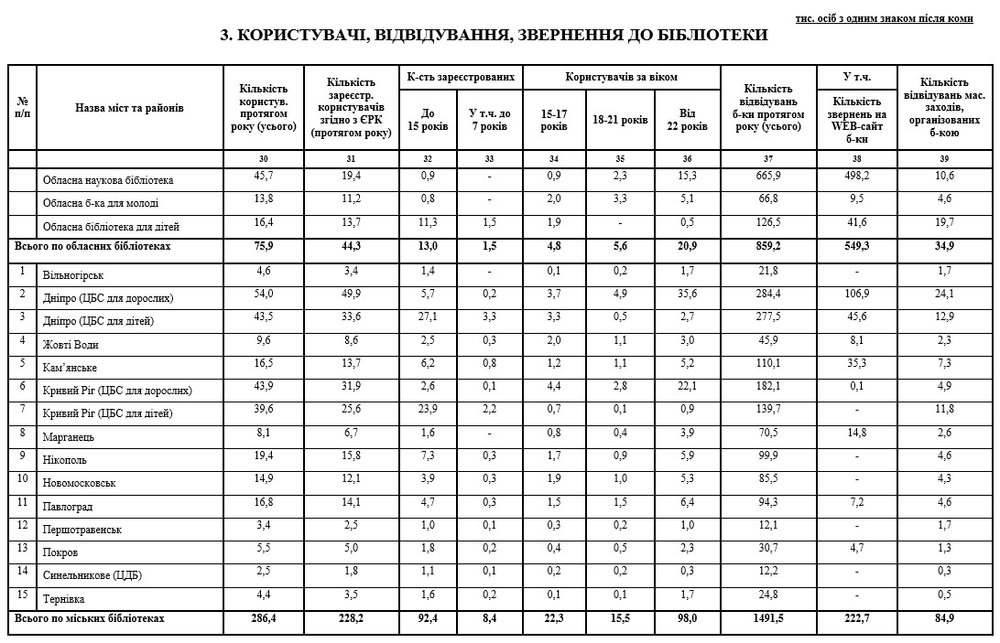 тис. осіб з одним знаком після коми
3. КОРИСТУВАЧІ, ВІДВІДУВАННЯ, ЗВЕРНЕННЯ ДО БІБЛІОТЕКИ
№ п/п | Назва міст та районів | Кількість користув. протягом року (усього) | Кількість зареєстр. користувачів згідно з ЄРК (протягом року) | К-сть зареєстрованих | Користувачів за віком | Кількість відвідувань б-ки протягом року (усього) | У т.ч. | Кількість відвідувань мас. заходів, організованих б-кою
До 15 років | У т.ч. до 7 років | 15-17 років | 18-21 років | Від 22 років | Кількість звернень на WEB-сайт б-ки
30 | 31 | 32 | 33 | 34 | 35 | 36 | 37 | 38 | 39
Обласна наукова бібліотека | 45,7 | 19,4 | 0,9 | - | 0,9 | 2,3 | 15,3 | 665,9 | 498,2 | 10,6
Обласна б-ка для молоді | 13,8 | 11,2 | 0,8 | - | 2,0 | 3,3 | 5,1 | 66,8 | 9,5 | 4,6
Обласна бібліотека для дітей | 16,4 | 13,7 | 11,3 | 1,5 | 1,9 | - | 0,5 | 126,5 | 41,6 | 19,7
Всього по обласних бібліотеках | 75,9 | 44,3 | 13,0 | 1,5 | 4,8 | 5,6 | 20,9 | 859,2 | 549,3 | 34,9
1 | Вільногірськ | 4,6 | 3,4 | 1,4 | - | 0,1 | 0,2 | 1,7 | 21,8 | - | 1,7
2 | Дніпро (ЦБС для дорослих) | 54,0 | 49,9 | 5,7 | 0,2 | 3,7 | 4,9 | 35,6 | 284,4 | 106,9 | 24,1
3 | Дніпро (ЦБС для дітей) | 43,5 | 33,6 | 27,1 | 3,3 | 3,3 | 0,5 | 2,7 | 277,5 | 45,6 | 12,9
4 | Жовті Води | 9,6 | 8,6 | 2,5 | 0,3 | 2,0 | 1,1 | 3,0 | 45,9 | 8,1 | 2,3
5 | Кам’янське | 16,5 | 13,7 | 6,2 | 0,8 | 1,2 | 1,1 | 5,2 | 110,1 | 35,3 | 7,3
6 | Кривий Ріг (ЦБС для дорослих) | 43,9 | 31,9 | 2,6 | 0,1 | 4,4 | 2,8 | 22,1 | 182,1 | 0,1 | 4,9
7 | Кривий Ріг (ЦБС для дітей) | 39,6 | 25,6 | 23,9 | 2,2 | 0,7 | 0,1 | 0,9 | 139,7 | - | 11,8
8 | Марганець | 8,1 | 6,7 | 1,6 | - | 0,8 | 0,4 | 3,9 | 70,5 | 14,8 | 2,6
9 | Нікополь | 19,4 | 15,8 | 7,3 | 0,3 | 1,7 | 0,9 | 5,9 | 99,9 | - | 4,6
10 | Новомосковськ | 14,9 | 12,1 | 3,9 | 0,3 | 1,9 | 1,0 | 5,3 | 85,5 | - | 4,3
11 | Павлоград | 16,8 | 14,1 | 4,7 | 0,3 | 1,5 | 1,5 | 6,4 | 94,3 | 7,2 | 4,6
12 | Першотравенськ | 3,4 | 2,5 | 1,0 | 0,1 | 0,3 | 0,2 | 1,0 | 12,1 | - | 1,7
13 | Покров | 5,5 | 5,0 | 1,8 | 0,2 | 0,4 | 0,5 | 2,3 | 30,7 | 4,7 | 1,3
14 | Синельникове (ЦДБ) | 2,5 | 1,8 | 1,1 | 0,1 | 0,2 | 0,2 | 0,3 | 12,2 | - | 0,3
15 | Тернівка | 4,4 | 3,5 | 1,6 | 0,2 | 0,1 | 0,1 | 1,7 | 24,8 | - | 0,5
Всього по міських бібліотеках | 286,4 | 228,2 | 92,4 | 8,4 | 22,3 | 15,5 | 98,0 | 1491,5 | 222,7 | 84,9